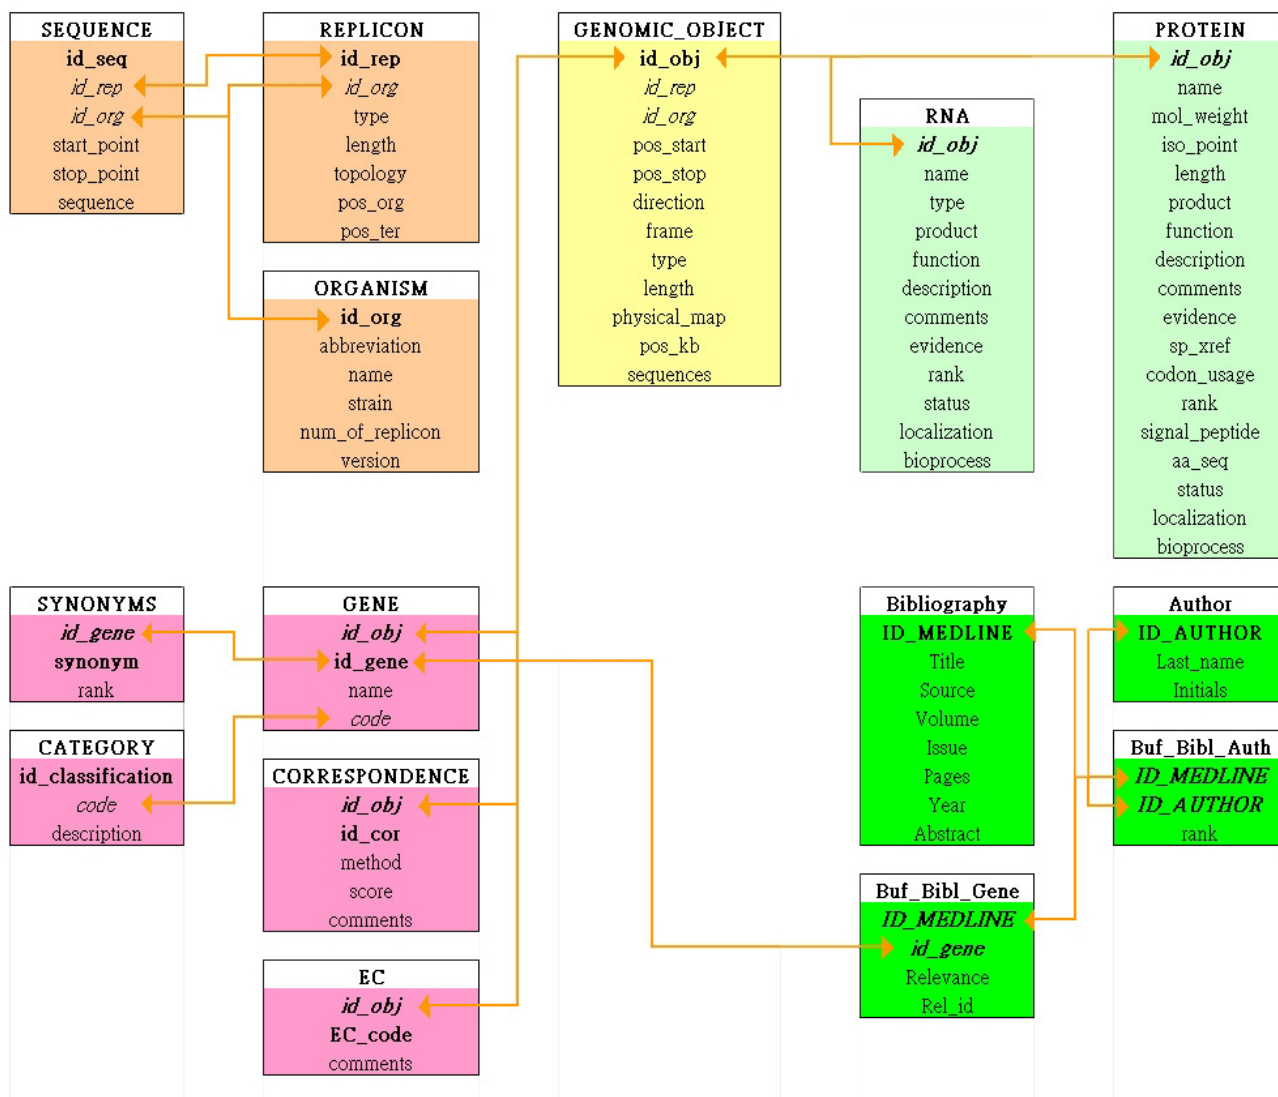 SEQUENCE
id_seq
id_rep
id_org
start_point
stop_point
sequence
REPLICON
id_rep
id_org
type
length
topology
pos_org
pos_ter
ORGANISM
id_org
abbreviation
name
strain
num_of_replicon
version
GENOMIC_OBJECT
id_obj
id_rep
id_org
pos_start
pos_stop
direction
frame
type
length
physical_map
pos_kb
sequences
RNA
id_obj
name
type
product
function
description
comments
evidence
rank
status
localization
bioprocess
PROTEIN
id_obj
name
mol_weight
iso_point
length
product
function
description
comments
evidence
sp_xref
codon_usage
rank
signal_peptide
aa_seq
status
localization
bioprocess
SYNONYMS
id_gene
synonym
rank
CATEGORY
id_classification
code
description
GENE
id_obj
id_gene
name
code
CORRESPONDENCE
id_obj
id_cor
method
score
comments
EC
id_obj
EC_code
comments
Bibliography
ID_MEDLINE
Title
Source
Volume
Issue
Pages
Year
Abstract
Buf_Bibl_Gene
ID_MEDLINE
id_gene
Relevance
Rel_id
Author
ID_AUTHOR
Last_name
Initials
Buf_Bibl_Auth
ID_MEDLINE
ID_AUTHOR
rank